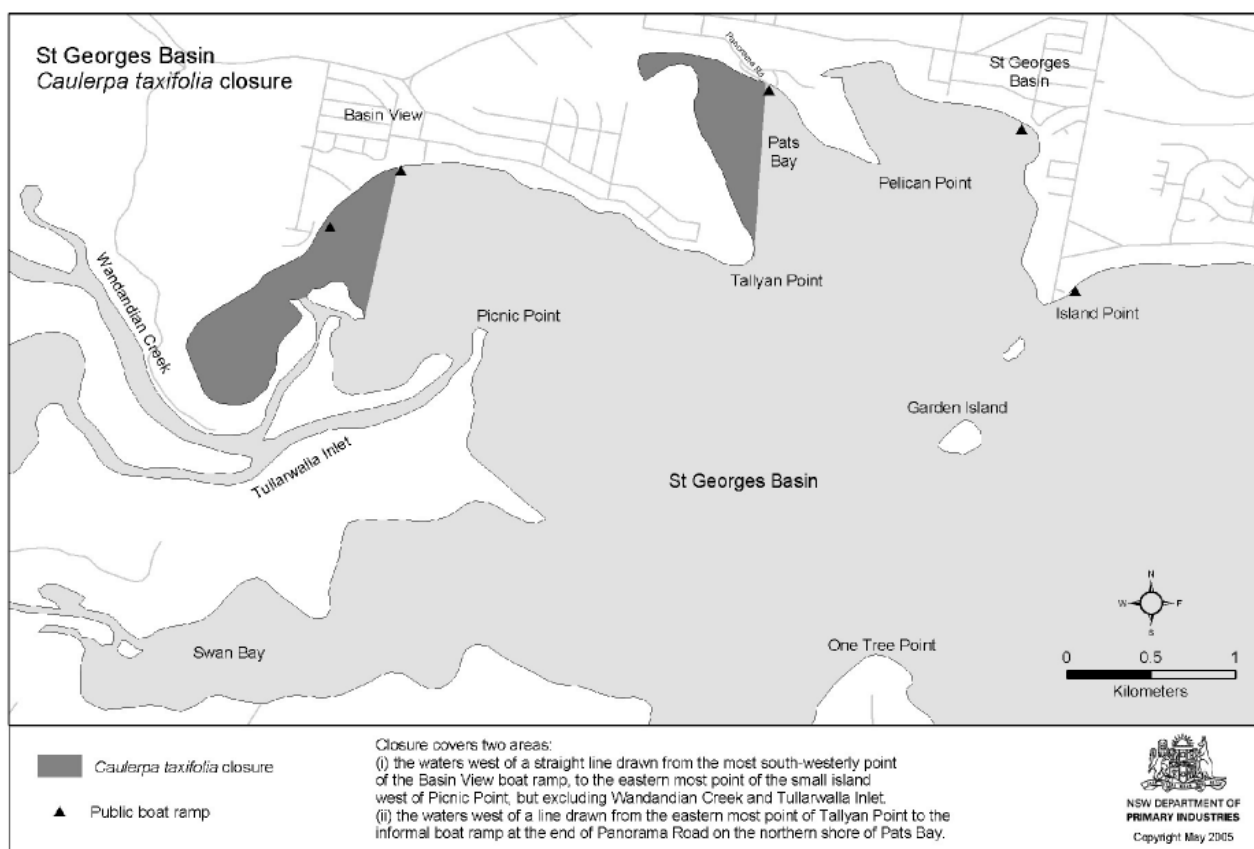 St Georges Basin
Caulerpa taxifolia closure
Basin View
Panorama Rd
St Georges
Basin
Pats
Bay
Pelican Point
Wandandian Creek
Tallyan Point
Picnic Point
Island Point
Garden Island
Tullarwalla Inlet
St Georges Basin
N
W E
S
One Tree Point
Swan Bay
0 0.5 1
Kilometers
Caulerpa taxifolia closure
Public boat ramp
Closure covers two areas:
(i) the waters west of a straight line drawn from the most south-westerly point
of the Basin View boat ramp, to the eastern most point of the small island
west of Picnic Point, but excluding Wandandian Creek and Tullarwalla Inlet.
(ii) the waters west of a line drawn from the eastern most point of Tallyan Point to the
informal boat ramp at the end of Panorama Road on the northern shore of Pats Bay.
NSW DEPARTMENT OF
PRIMARY INDUSTRIES
Copyright May 2005